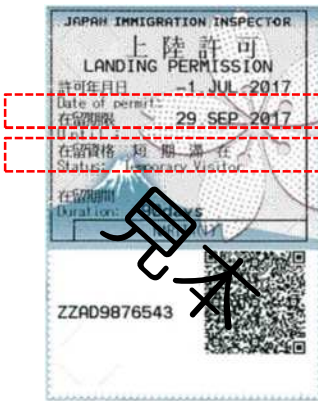 JAPAN IMMIGRATION INSPECTOR
上陸許可
LANDING PERMISSION
許可年月日 -1. JUL. 2017
Date of permit:
在留期限 29. SEP. 2017
Until:
在留資格 短期滞在
Status: Temporary Visitor
在留期間
Duration: 90days
見本
ZZAD9876543